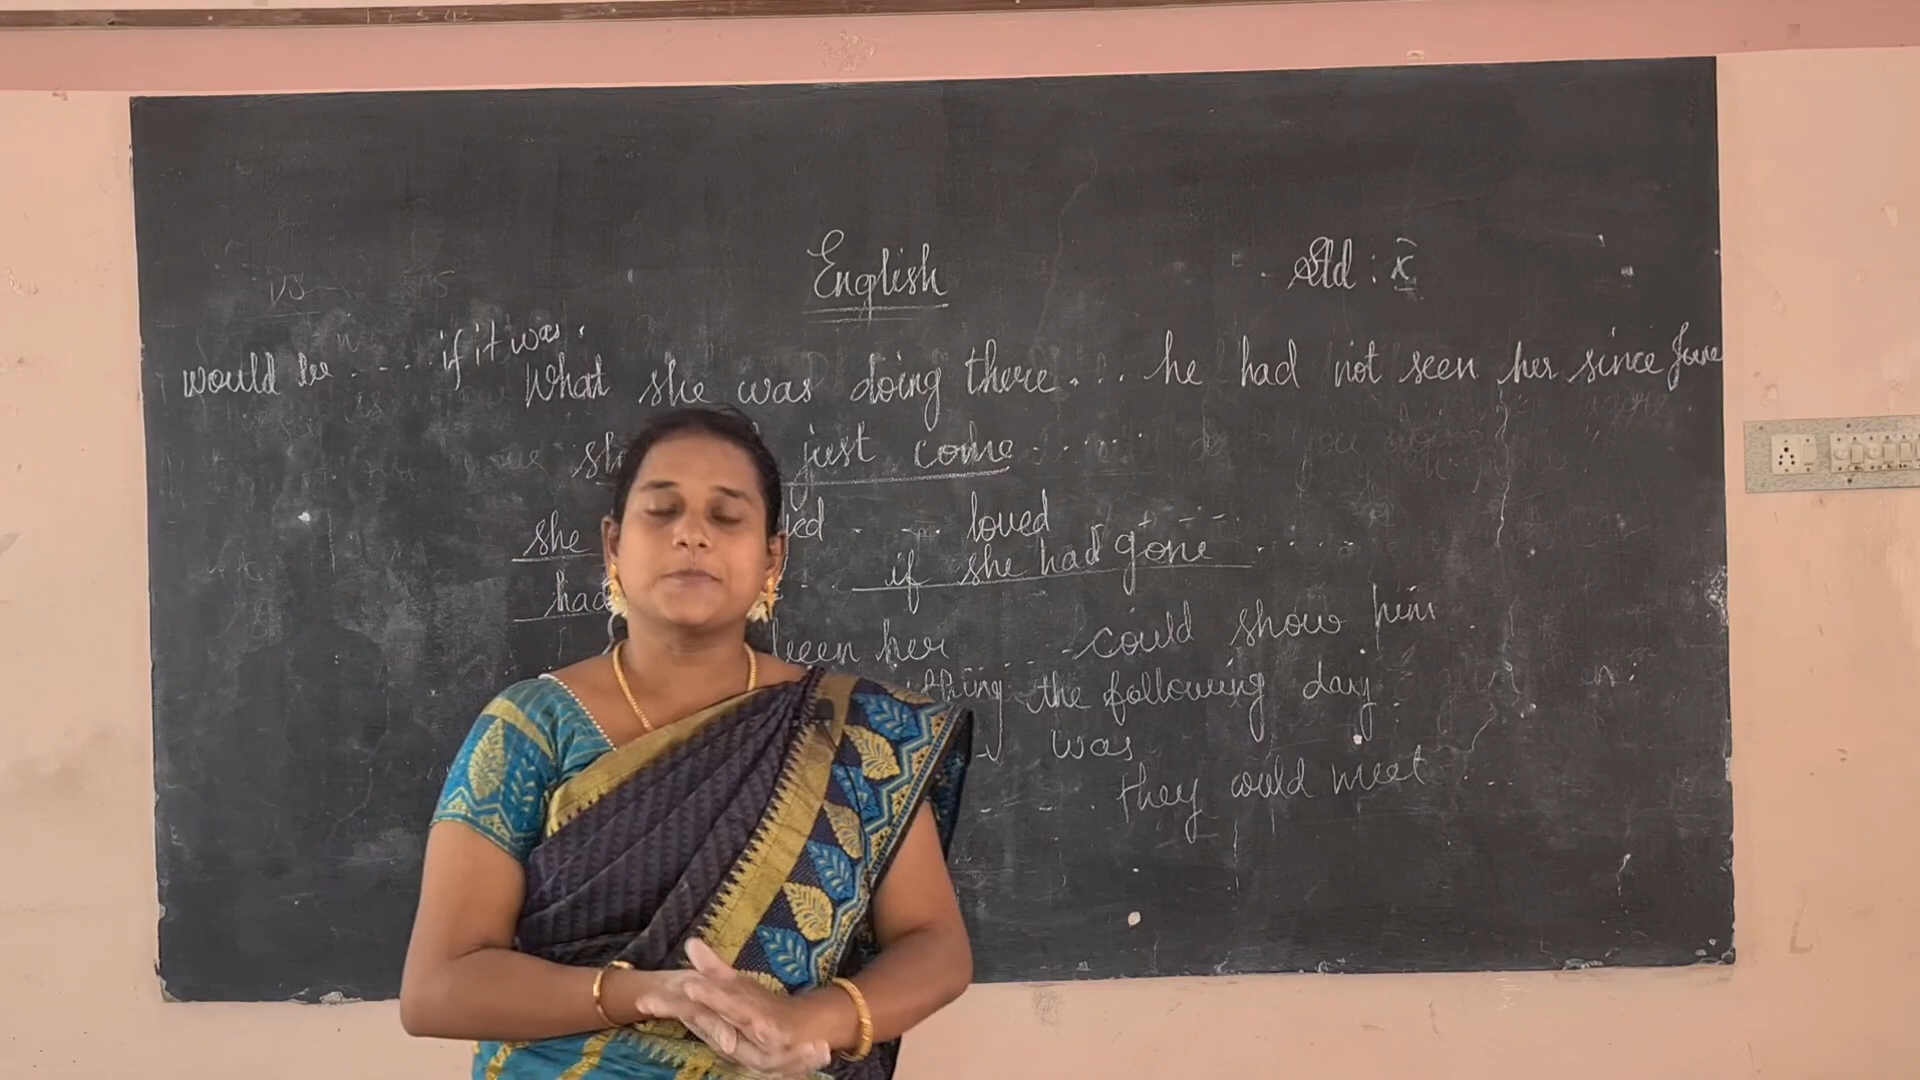 English
Std : X
would be .... if it was.
What she was doing there... he had not seen her since June
just come .....
she .... loved
had if she had gone .....
been her .... could show him
the following day.
was
they could meet ...